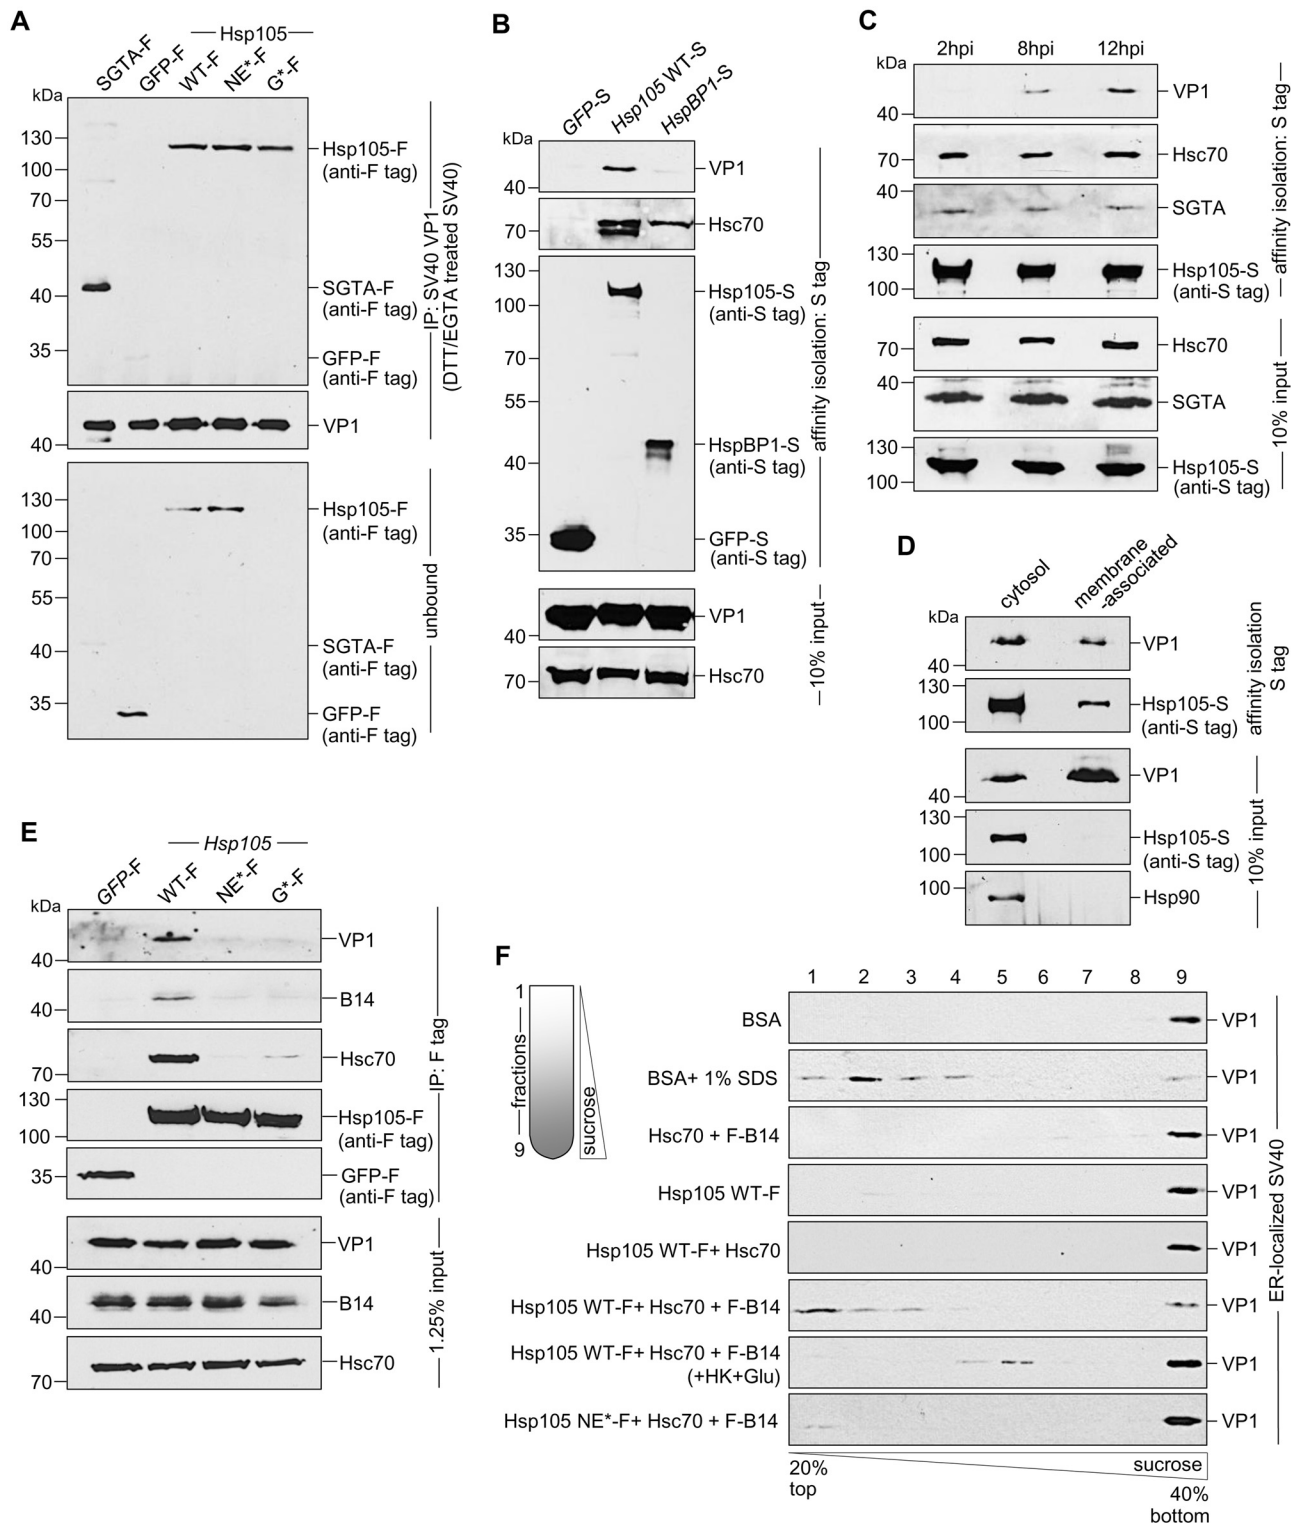 A
Hsp105
SGTA-F
GFP-F
WT-F
NE*-F
G*-F
kDa
130
100
70
55
40
35
Hsp105-F
(anti-F tag)
SGTA-F
(anti-F tag)
GFP-F
(anti-F tag)
40
VP1
IP: SV40 VP1
(DTT/EGTA treated SV40)
130
100
70
55
40
35
Hsp105-F
(anti-F tag)
SGTA-F
(anti-F tag)
GFP-F
(anti-F tag)
unbound
B
GFP-S
Hsp105 WT-S
HspBP1-S
kDa
40
VP1
70
Hsc70
130
100
70
55
40
35
Hsp105-S
(anti-S tag)
HspBP1-S
(anti-S tag)
GFP-S
(anti-S tag)
affinity isolation: S tag
40
VP1
70
Hsc70
10% input
C
2hpi
8hpi
12hpi
kDa
40
VP1
70
Hsc70
40
SGTA
130
100
Hsp105-S
(anti-S tag)
affinity isolation: S tag
70
Hsc70
40
SGTA
130
100
Hsp105-S
(anti-S tag)
10% input
D
cytosol
membrane
-associated
kDa
40
VP1
130
100
Hsp105-S
(anti-S tag)
affinity isolation
S tag
40
VP1
130
100
Hsp105-S
(anti-S tag)
100
Hsp90
10% input
E
Hsp105
GFP-F
WT-F
NE*-F
G*-F
kDa
40
VP1
40
B14
70
Hsc70
130
100
Hsp105-F
(anti-F tag)
35
GFP-F
(anti-F tag)
IP: F tag
40
VP1
40
B14
70
Hsc70
1.25% input
F
1
fractions
9
sucrose
1 2 3 4 5 6 7 8 9
BSA VP1
BSA+ 1% SDS VP1
Hsc70 + F-B14 VP1
Hsp105 WT-F VP1
Hsp105 WT-F+ Hsc70 VP1
Hsp105 WT-F+ Hsc70 + F-B14 VP1
Hsp105 WT-F+ Hsc70 + F-B14
(+HK+Glu) VP1
Hsp105 NE*-F+ Hsc70 + F-B14 VP1
ER-localized SV40
20%
top
sucrose
40%
bottom